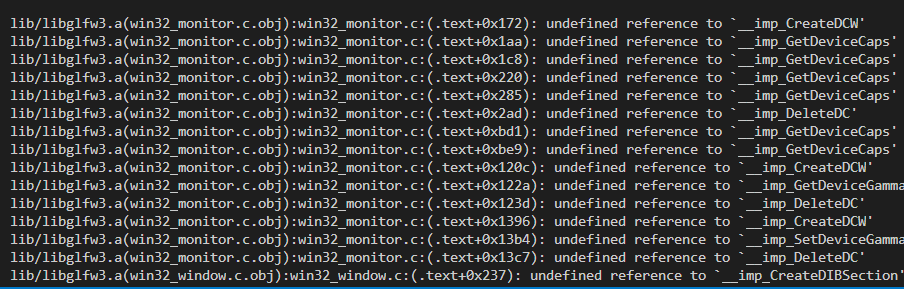 lib/libglfw3.a(win32_monitor.c.obj):win32_monitor.c:(.text+0x172): undefined reference to `__imp_CreateDCW'
lib/libglfw3.a(win32_monitor.c.obj):win32_monitor.c:(.text+0x1aa): undefined reference to `__imp_GetDeviceCaps'
lib/libglfw3.a(win32_monitor.c.obj):win32_monitor.c:(.text+0x1c8): undefined reference to `__imp_GetDeviceCaps'
lib/libglfw3.a(win32_monitor.c.obj):win32_monitor.c:(.text+0x220): undefined reference to `__imp_GetDeviceCaps'
lib/libglfw3.a(win32_monitor.c.obj):win32_monitor.c:(.text+0x285): undefined reference to `__imp_GetDeviceCaps'
lib/libglfw3.a(win32_monitor.c.obj):win32_monitor.c:(.text+0x2ad): undefined reference to `__imp_DeleteDC'
lib/libglfw3.a(win32_monitor.c.obj):win32_monitor.c:(.text+0xbd1): undefined reference to `__imp_GetDeviceCaps'
lib/libglfw3.a(win32_monitor.c.obj):win32_monitor.c:(.text+0xbe9): undefined reference to `__imp_GetDeviceCaps'
lib/libglfw3.a(win32_monitor.c.obj):win32_monitor.c:(.text+0x120c): undefined reference to `__imp_CreateDCW'
lib/libglfw3.a(win32_monitor.c.obj):win32_monitor.c:(.text+0x122a): undefined reference to `__imp_GetDeviceGamma
lib/libglfw3.a(win32_monitor.c.obj):win32_monitor.c:(.text+0x123d): undefined reference to `__imp_DeleteDC'
lib/libglfw3.a(win32_monitor.c.obj):win32_monitor.c:(.text+0x1396): undefined reference to `__imp_CreateDCW'
lib/libglfw3.a(win32_monitor.c.obj):win32_monitor.c:(.text+0x13b4): undefined reference to `__imp_SetDeviceGamma
lib/libglfw3.a(win32_monitor.c.obj):win32_monitor.c:(.text+0x13c7): undefined reference to `__imp_DeleteDC'
lib/libglfw3.a(win32_window.c.obj):win32_window.c:(.text+0x237): undefined reference to `__imp_CreateDIBSection'